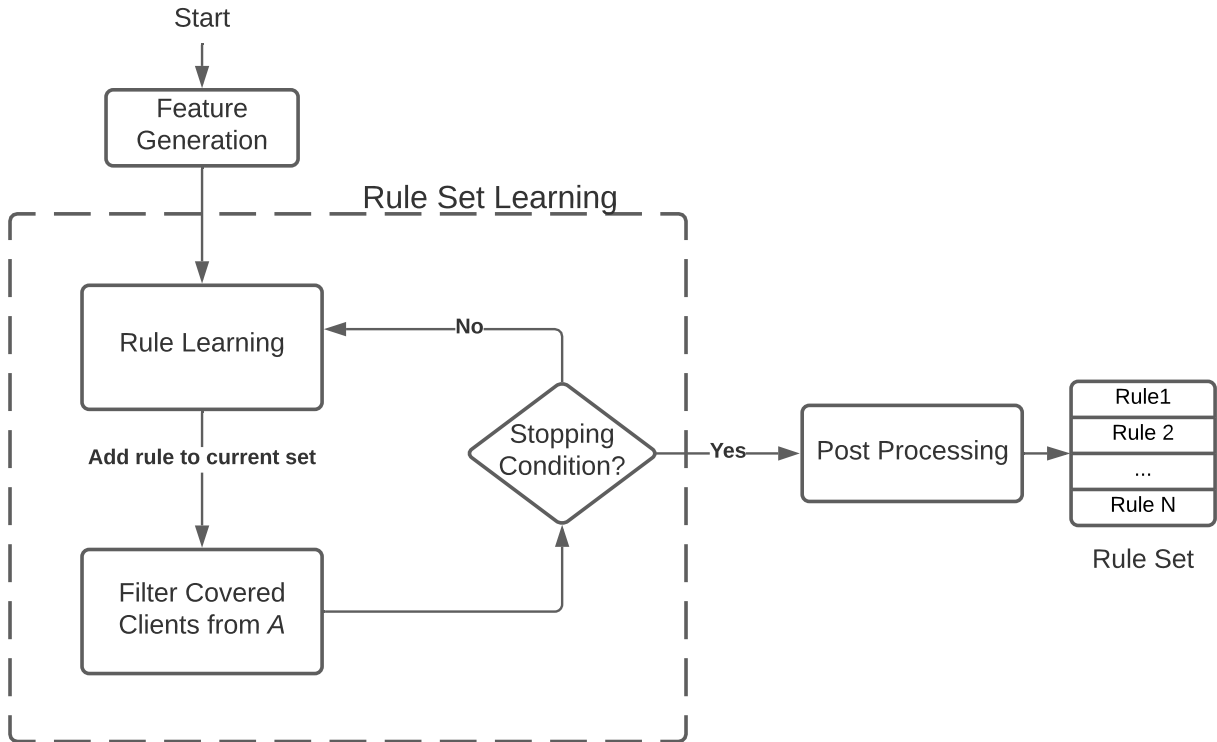 Start
Feature
Generation
Rule Set Learning
Rule Learning
No
Add rule to current set
Stopping
Condition?
Yes
Post Processing
Rule1
Rule 2
...
Rule N
Rule Set
Filter Covered
Clients from A